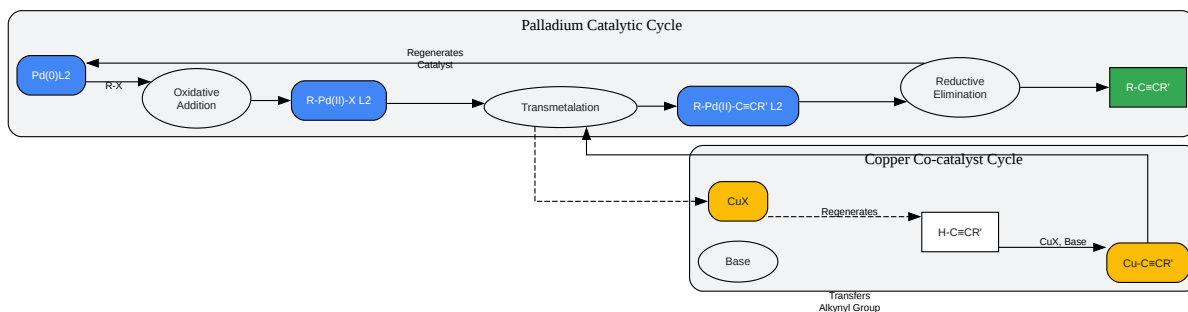 Palladium Catalytic Cycle
Regenerates
Catalyst
Pd(0)L2
R-X
Oxidative
Addition
R-Pd(II)-X L2
Transmetalation
R-Pd(II)-C≡CR' L2
Reductive
Elimination
R-C≡CR'
Copper Co-catalyst Cycle
CuX
Regenerates
H-C≡CR'
CuX, Base
Cu-C≡CR'
Base
Transfers
Alkynyl Group